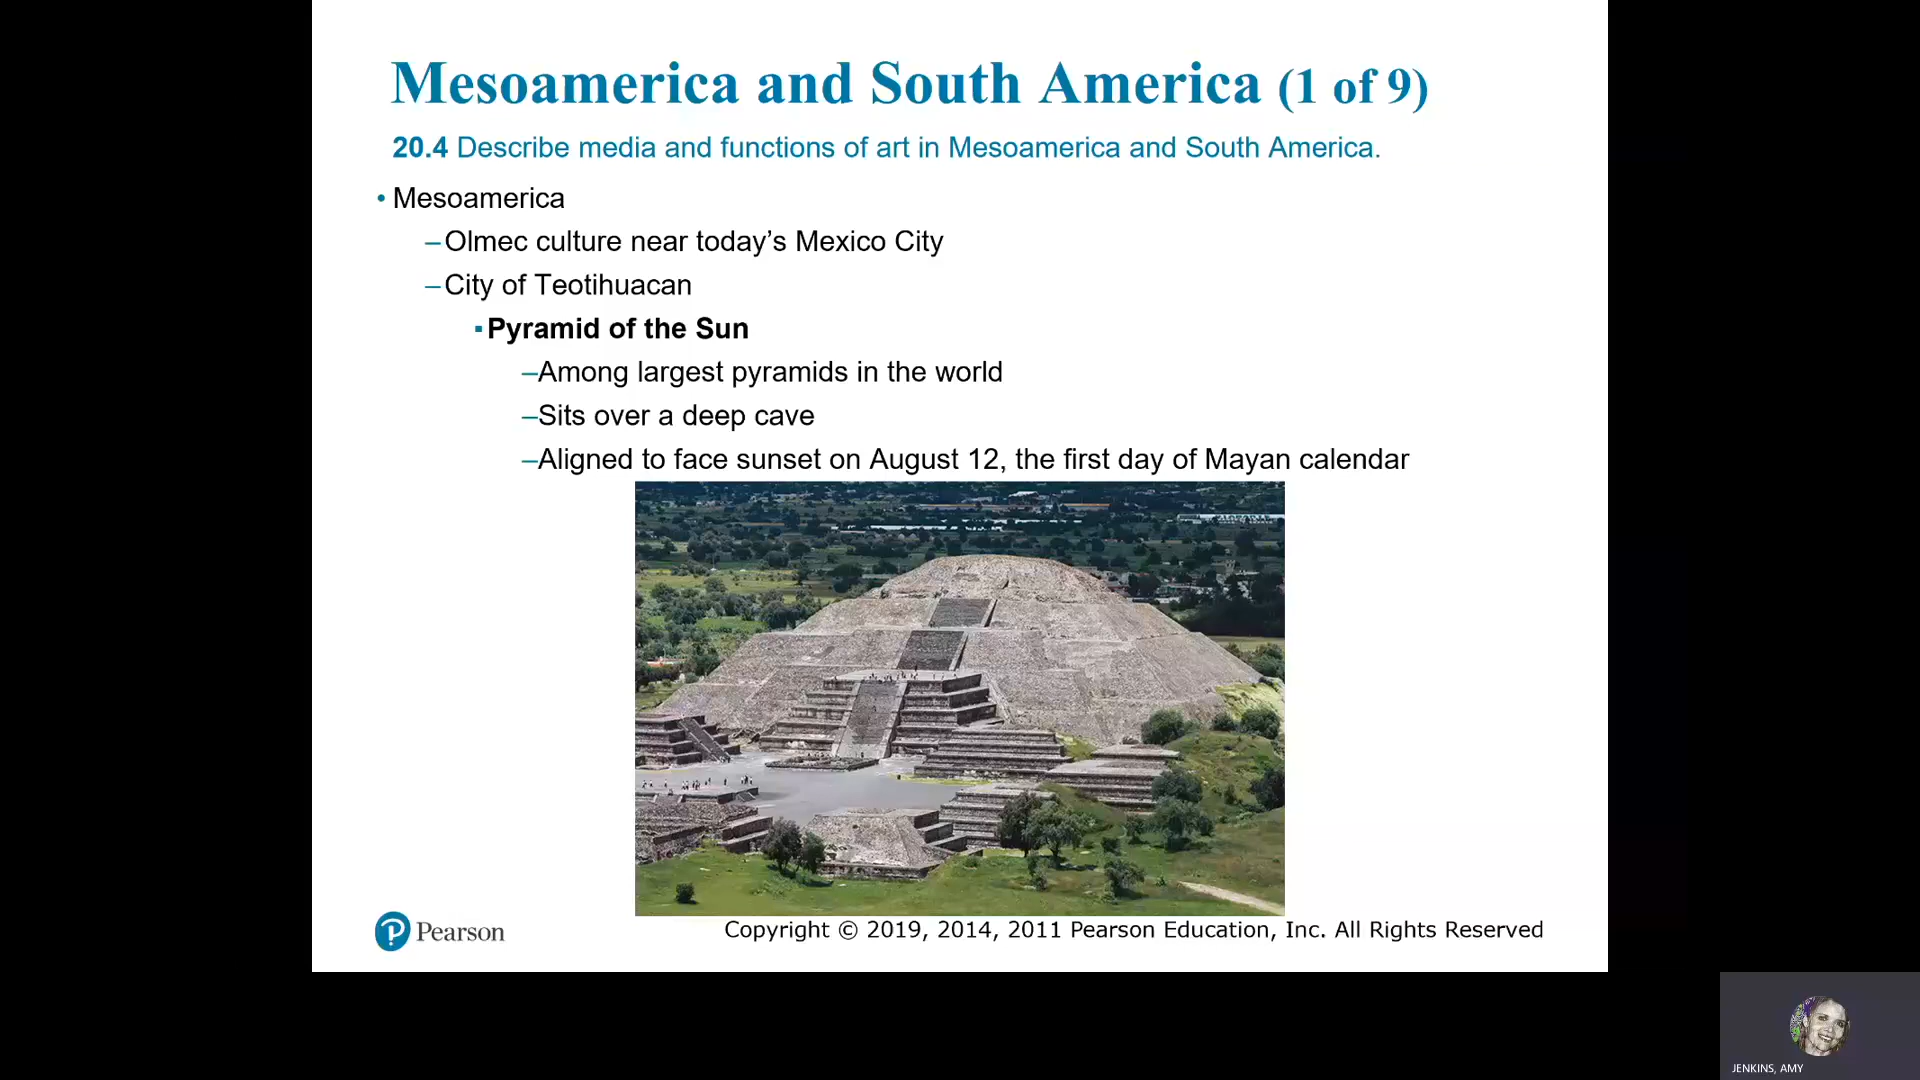 Mesoamerica and South America (1 of 9)
20.4 Describe media and functions of art in Mesoamerica and South America.
• Mesoamerica
–Olmec culture near today’s Mexico City
–City of Teotihuacan
▪Pyramid of the Sun
–Among largest pyramids in the world
–Sits over a deep cave
–Aligned to face sunset on August 12, the first day of Mayan calendar
Pearson
Copyright © 2019, 2014, 2011 Pearson Education, Inc. All Rights Reserved
JENKINS, AMY